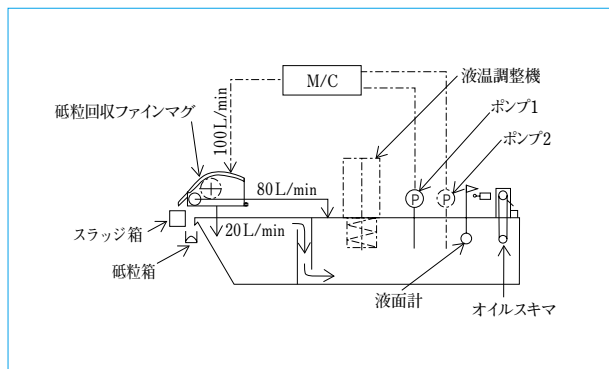 M/C
液温調整機
ポンプ1
ポンプ2
砥粒回収ファインマグ
100L/min
80L/min
P
P
スラッジ箱
20L/min
砥粒箱
液面計
オイルスキマ